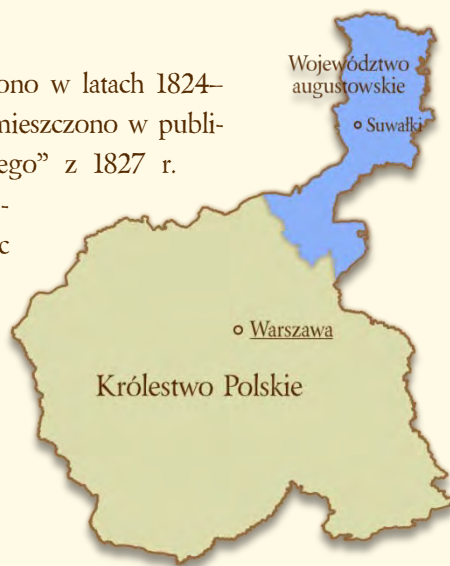 ono w latach 1824–
mieszczono w publi-
ego” z 1827 r.
-
c
Województwo
augustowskie
Suwałki
Warszawa
Królestwo Polskie